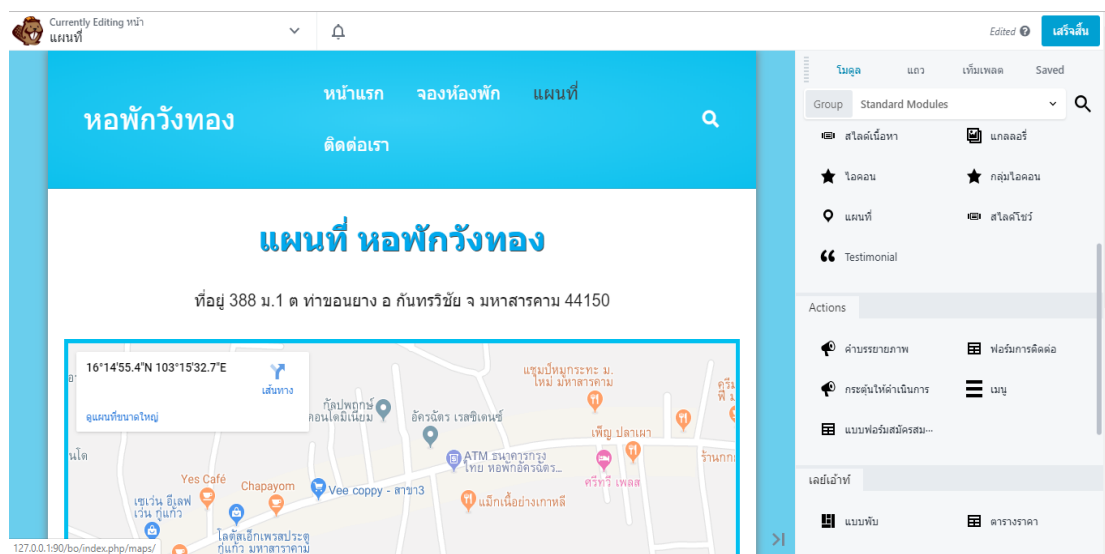 Currently Editing หน้า
แผนที่
Edited
เสร็จสิ้น
หอพักวังทอง
หน้าแรก จองห้องพัก แผนที่
ติดต่อเรา
แผนที่ หอพักวังทอง
ที่อยู่ 388 ม.1 ต ท่าขอนยาง อ กันทรวิชัย จ มหาสารคาม 44150
16°14'55.4"N 103°15'32.7"E
เส้นทาง
ดูแผนที่ขนาดใหญ่
แซ่บปีหมูกระทะ ม.
ใหม่ มหาสารคาม
กัลปพฤกษ์
คอนโดมิเนียม
อัครฉัตร เรสซิเดนซ์
เพ็ญ ปลาเผา
ATM ธนาคารกรุง
ไทย หอพักอัครฉัตร...
ศรีทวี เพลส
Yes Café
Chapayom
Vee coppy - สาขา3
แม็กเนื้อย่างเกาหลี
เซเว่น อีเลฟ
เว่น กู่แก้ว
โลตัสเอ็กเพรสประตู
กู่แก้ว มหาสาราคาม
127.0.0.1:90/bo/index.php/maps/
โมดูล แถว เท็มเพลต Saved
Group Standard Modules
สไลด์เนื้อหา แกลลอรี่
ไอคอน กลุ่มไอคอน
แผนที่ สไลด์โชว์
Testimonial
Actions
คำบรรยายภาพ ฟอร์มการติดต่อ
กระตุ้นให้ดำเนินการ เมนู
แบบฟอร์มสมัครสม...
เลย์เอ้าท์
แบบพับ ตารางราคา